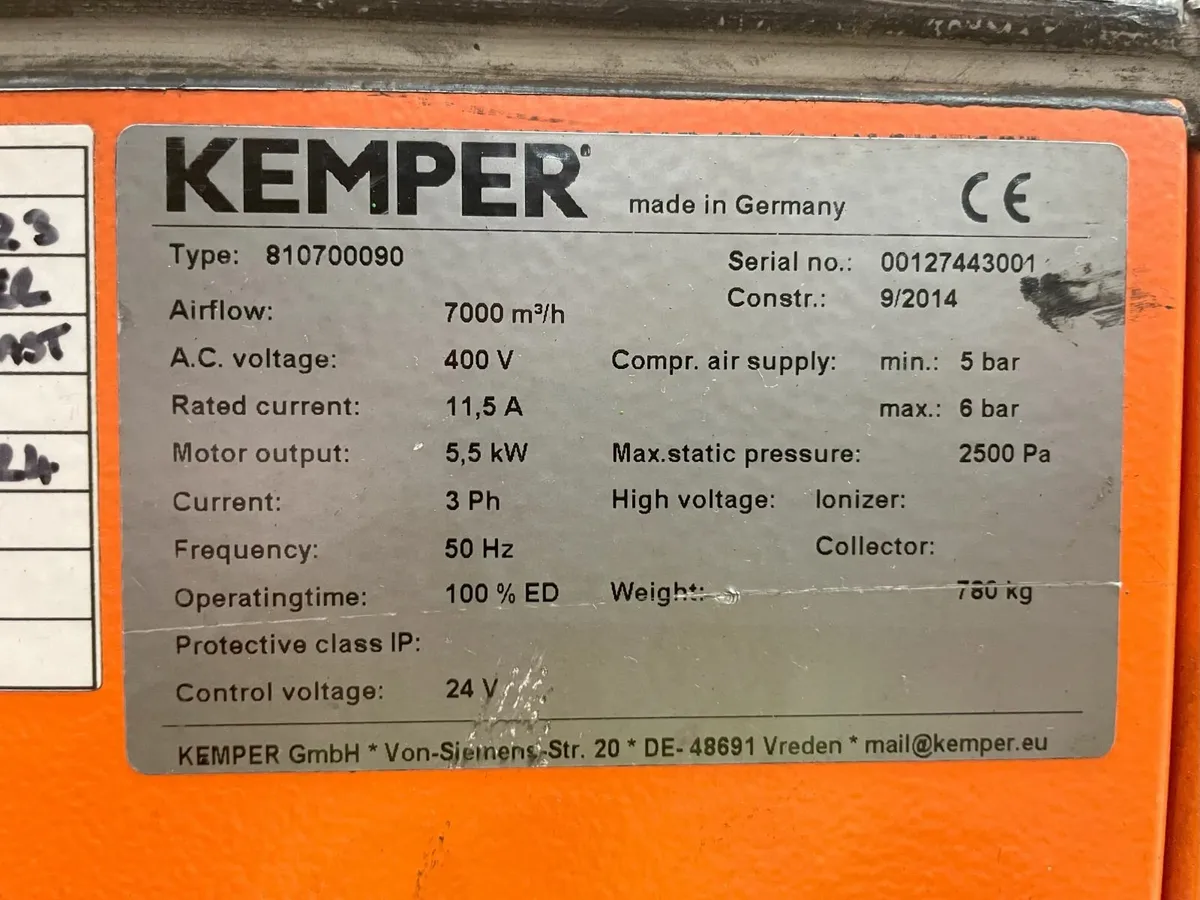 23
KEMPER®
made in Germany CE
Type: 810700090 Serial no.: 00127443001
Constr.: 9/2014
Airflow: 7000 m³/h
A.C. voltage: 400 V Compr. air supply: min.: 5 bar
Rated current: 11,5 A max.: 6 bar
Motor output: 5,5 kW Max.static pressure: 2500 Pa
Current: 3 Ph High voltage: Ionizer:
Frequency: 50 Hz Collector:
Operatingtime: 100 % ED Weight: 780 kg
Protective class IP:
Control voltage: 24 V
KEMPER GmbH * Von-Siemens-Str. 20 * DE- 48691 Vreden * mail@kemper.eu